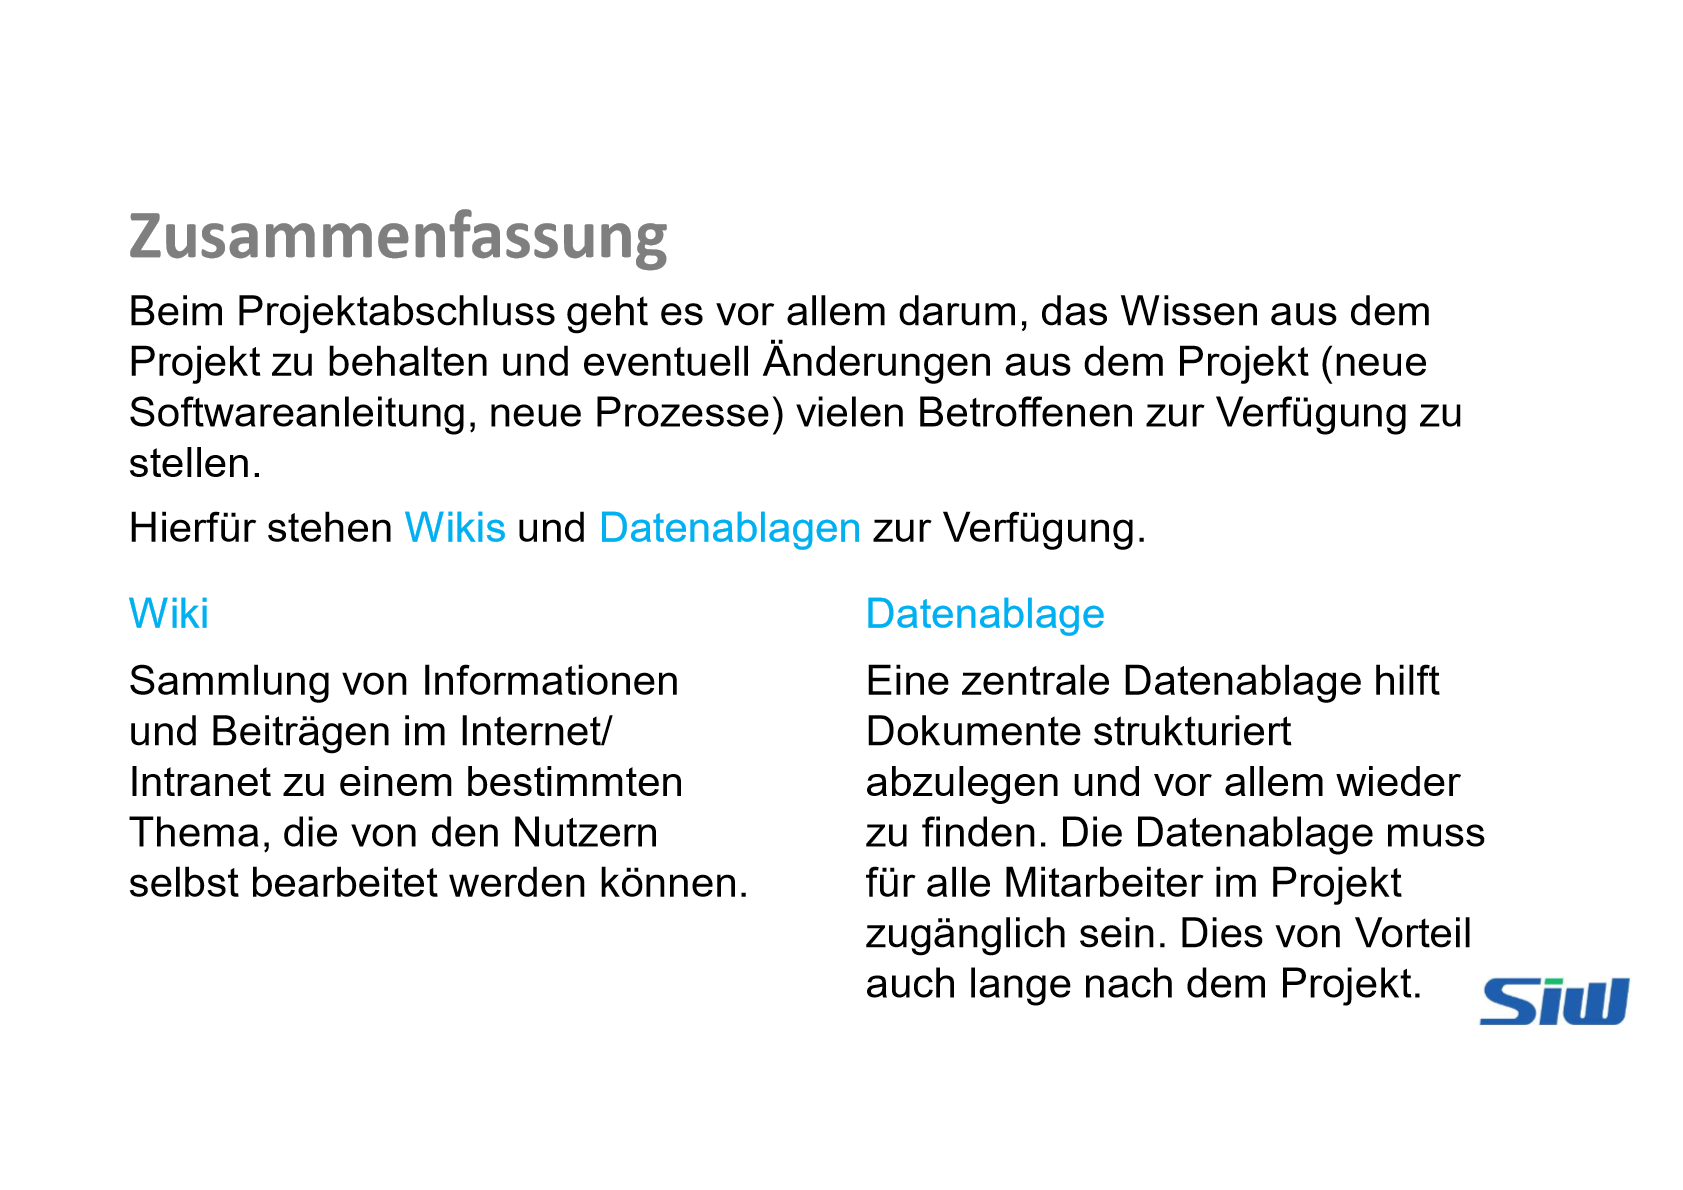 Zusammenfassung
Beim Projektabschluss geht es vor allem darum, das Wissen aus dem
Projekt zu behalten und eventuell Änderungen aus dem Projekt (neue
Softwareanleitung, neue Prozesse) vielen Betroffenen zur Verfügung zu
stellen.
Hierfür stehen Wikis und Datenablagen zur Verfügung.
Wiki
Sammlung von Informationen
und Beiträgen im Internet/
Intranet zu einem bestimmten
Thema, die von den Nutzern
selbst bearbeitet werden können.
Datenablage
Eine zentrale Datenablage hilft
Dokumente strukturiert
abzulegen und vor allem wieder
zu finden. Die Datenablage muss
für alle Mitarbeiter im Projekt
zugänglich sein. Dies von Vorteil
auch lange nach dem Projekt.
Siw